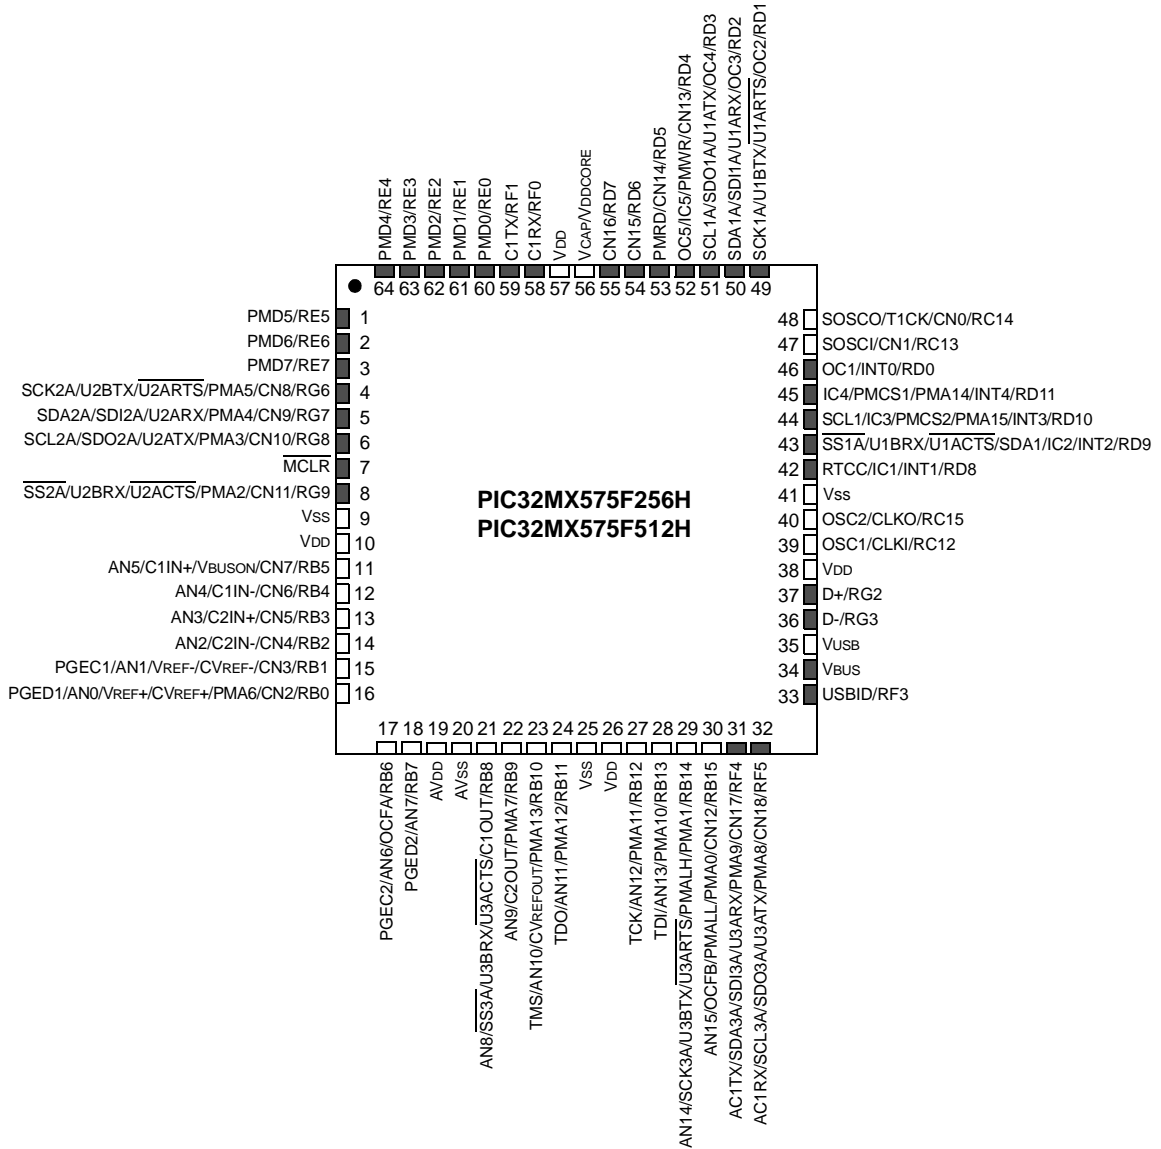 PMD4/RE4
PMD3/RE3
PMD2/RE2
PMD1/RE1
PMD0/RE0
C1TX/RF1
C1RX/RF0
VDD
VCAP/VDDCORE
CN16/RD7
CN15/RD6
PMRD/CN14/RD5
OC5/IC5/PMWR/CN13/RD4
SCL1A/SDO1A/U1ATX/OC4/RD3
SDA1A/SDI1A/U1ARX/OC3/RD2
SCK1A/U1BTX/U1ARTS/OC2/RD1
64 63 62 61 60 59 58 57 56 55 54 53 52 51 50 49
PMD5/RE5 1
PMD6/RE6 2
PMD7/RE7 3
SCK2A/U2BTX/U2ARTS/PMA5/CN8/RG6 4
SDA2A/SDI2A/U2ARX/PMA4/CN9/RG7 5
SCL2A/SDO2A/U2ATX/PMA3/CN10/RG8 6
MCLR 7
SS2A/U2BRX/U2ACTS/PMA2/CN11/RG9 8
VSS 9
VDD 10
AN5/C1IN+/VBUSON/CN7/RB5 11
AN4/C1IN-/CN6/RB4 12
AN3/C2IN+/CN5/RB3 13
AN2/C2IN-/CN4/RB2 14
PGEC1/AN1/VREF-/CVREF-/CN3/RB1 15
PGED1/AN0/VREF+/CVREF+/PMA6/CN2/RB0 16
PIC32MX575F256H
PIC32MX575F512H
48 SOSCO/T1CK/CN0/RC14
47 SOSCI/CN1/RC13
46 OC1/INT0/RD0
45 IC4/PMCS1/PMA14/INT4/RD11
44 SCL1/IC3/PMCS2/PMA15/INT3/RD10
43 SS1A/U1BRX/U1ACTS/SDA1/IC2/INT2/RD9
42 RTCC/IC1/INT1/RD8
41 Vss
40 OSC2/CLKO/RC15
39 OSC1/CLKI/RC12
38 VDD
37 D+/RG2
36 D-/RG3
35 VUSB
34 VBUS
33 USBID/RF3
17 18 19 20 21 22 23 24 25 26 27 28 29 30 31 32
PGEC2/AN6/OCFA/RB6
PGED2/AN7/RB7
AVDD
AVSS
AN8/SS3A/U3BRX/U3ACTS/C1OUT/RB8
AN9/C2OUT/PMA7/RB9
TMS/AN10/CVREFOUT/PMA13/RB10
TDO/AN11/PMA12/RB11
VSS
VDD
TCK/AN12/PMA11/RB12
TDI/AN13/PMA10/RB13
AN14/SCK3A/U3BTX/U3ARTS/PMALH/PMA1/RB14
AN15/OCFB/PMALL/PMA0/CN12/RB15
AC1TX/SDA3A/SDI3A/U3ARX/PMA9/CN17/RF4
AC1RX/SCL3A/SDO3A/U3ATX/PMA8/CN18/RF5